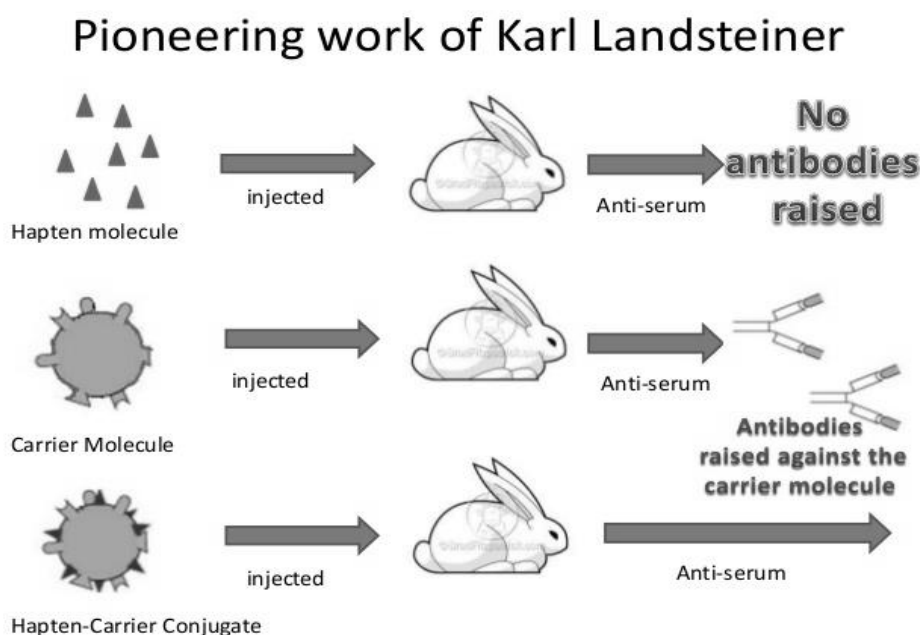 Pioneering work of Karl Landsteiner
Hapten molecule
injected
Anti-serum
No
antibodies
raised
Carrier Molecule
injected
Anti-serum
Antibodies
raised against the
carrier molecule
Hapten-Carrier Conjugate
injected
Anti-serum